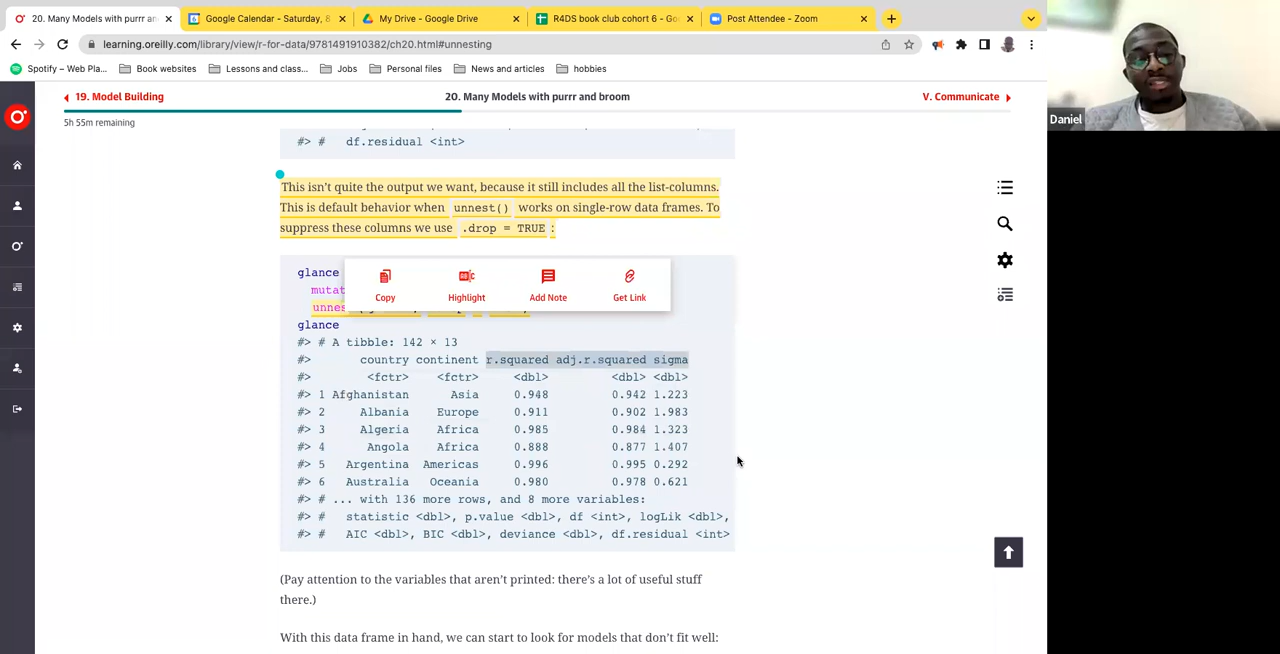 20. Many Models with purrr and
Google Calendar - Saturday, 8
My Drive - Google Drive
R4DS book club cohort 6 - Go
Post Attendee - Zoom
learning.oreilly.com/library/view/r-for-data/9781491910382/ch20.html#unnesting
Spotify – Web Pla...
Book websites
Lessons and class...
Jobs
Personal files
News and articles
hobbies
19. Model Building
20. Many Models with purrr and broom
V. Communicate
5h 55m remaining
Daniel
#> #   df.residual <int>
This isn't quite the output we want, because it still includes all the list-columns.
This is default behavior when unnest() works on single-row data frames. To
suppress these columns we use .drop = TRUE :
glance
mutat
unnes
Copy
Highlight
Add Note
Get Link
glance
#> # A tibble: 142 × 13
#>       country continent r.squared adj.r.squared sigma
#>        <fctr>    <fctr>     <dbl>         <dbl> <dbl>
#> 1 Afghanistan      Asia     0.948         0.942 1.223
#> 2     Albania    Europe     0.911         0.902 1.983
#> 3     Algeria    Africa     0.985         0.984 1.323
#> 4      Angola    Africa     0.888         0.877 1.407
#> 5   Argentina  Americas     0.996         0.995 0.292
#> 6   Australia   Oceania     0.980         0.978 0.621
#> # ... with 136 more rows, and 8 more variables:
#> #   statistic <dbl>, p.value <dbl>, df <int>, logLik <dbl>,
#> #   AIC <dbl>, BIC <dbl>, deviance <dbl>, df.residual <int>
(Pay attention to the variables that aren't printed: there's a lot of useful stuff
there.)
With this data frame in hand, we can start to look for models that don't fit well: